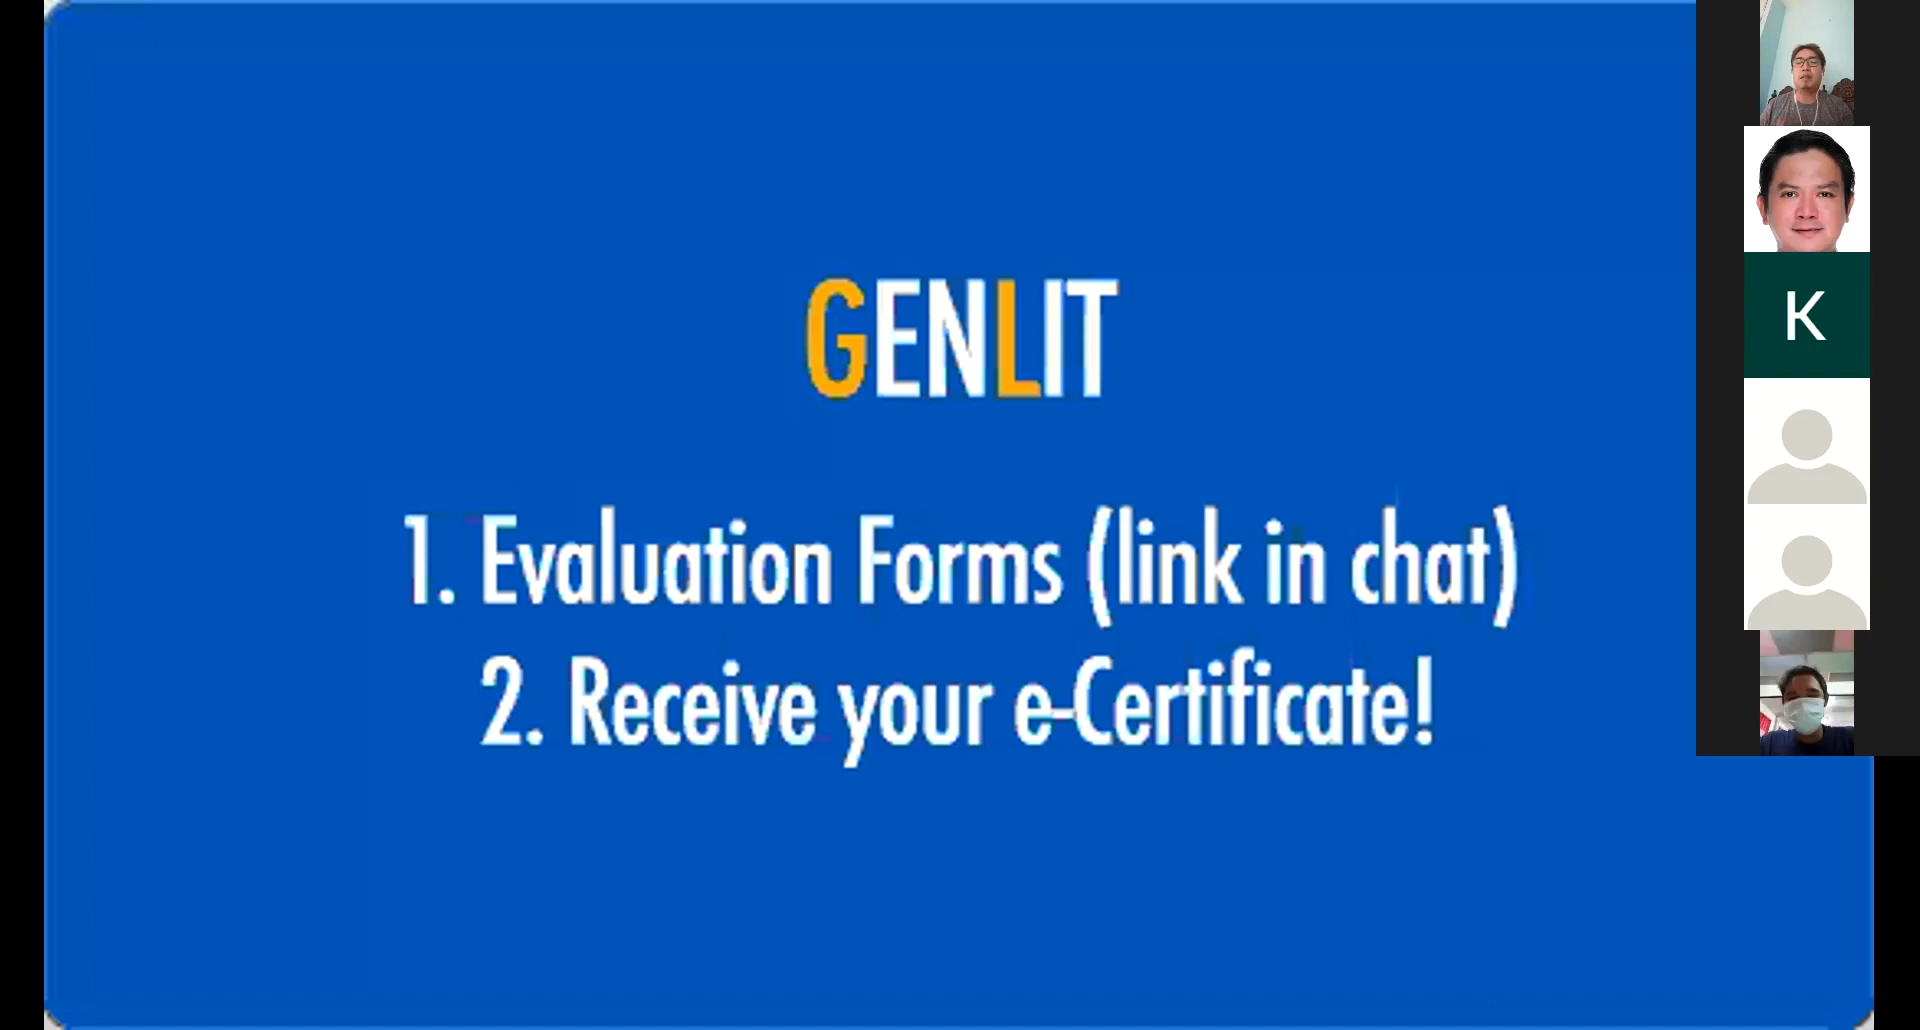 GENLIT
1. Evaluation Forms (link in chat)
2. Receive your e-Certificate!
K